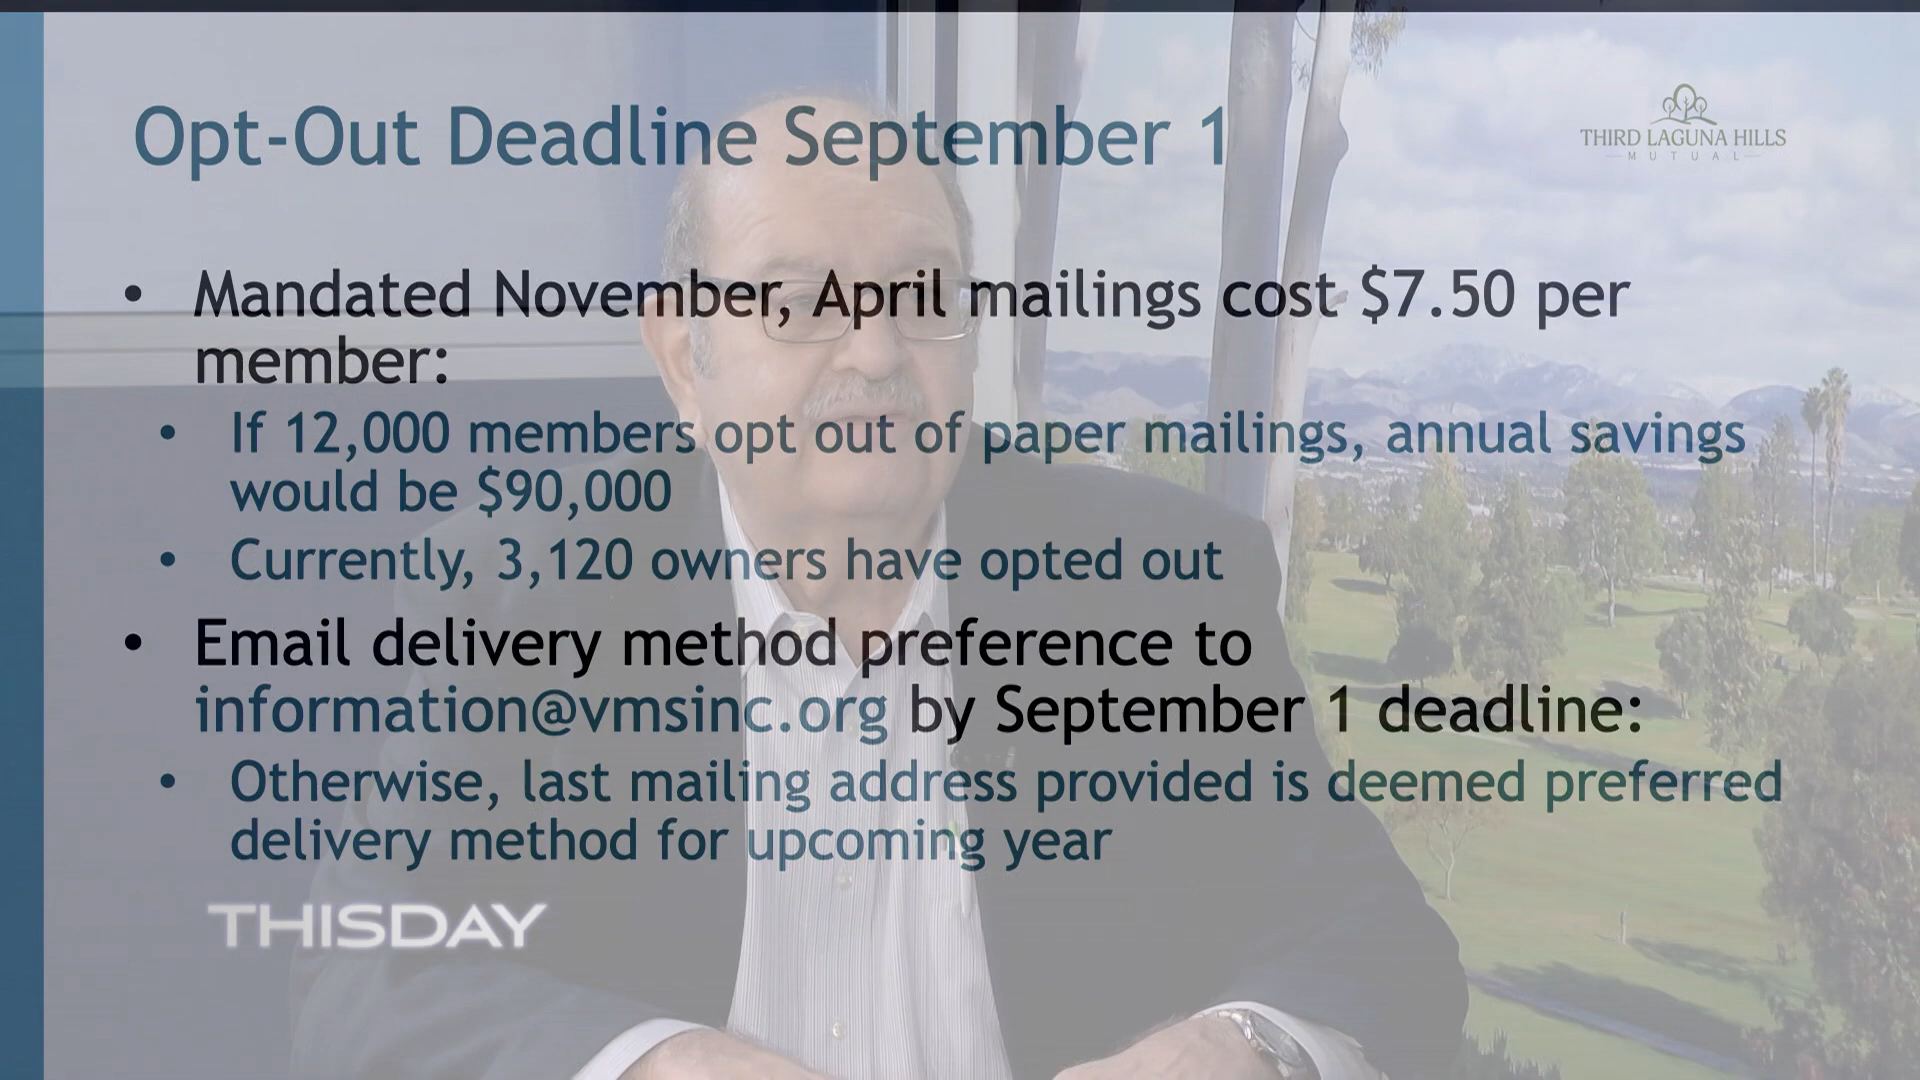 Opt-Out Deadline September 1
THIRD LAGUNA HILLS
MUTUAL
• Mandated November, April mailings cost $7.50 per
member:
• If 12,000 members opt out of paper mailings, annual savings
would be $90,000
• Currently, 3,120 owners have opted out
• Email delivery method preference to
information@vmsinc.org by September 1 deadline:
• Otherwise, last mailing address provided is deemed preferred
delivery method for upcoming year
THISDAY